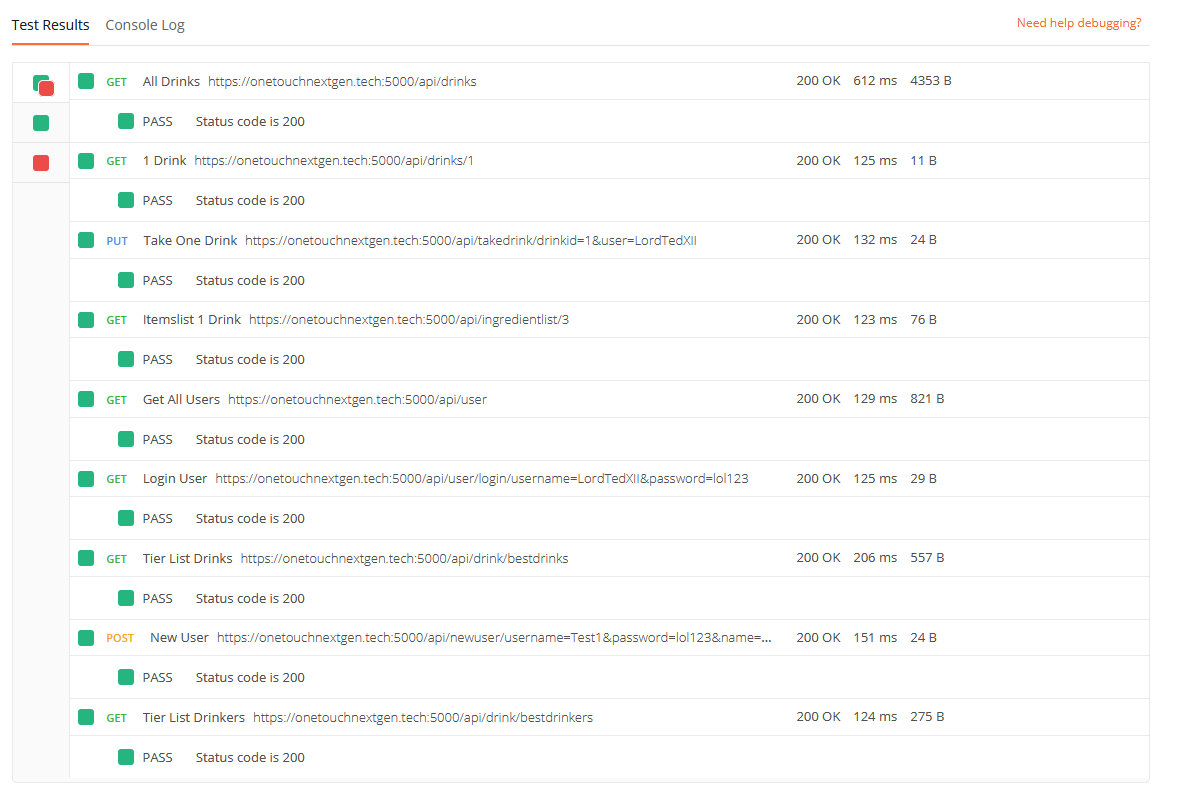 Test Results Console Log Need help debugging?
GET All Drinks https://onetouchnextgen.tech:5000/api/drinks 200 OK 612 ms 4353 B
PASS Status code is 200
GET 1 Drink https://onetouchnextgen.tech:5000/api/drinks/1 200 OK 125 ms 11 B
PASS Status code is 200
PUT Take One Drink https://onetouchnextgen.tech:5000/api/takedrink/drinkid=1&user=LordTedXII 200 OK 132 ms 24 B
PASS Status code is 200
GET Itemslist 1 Drink https://onetouchnextgen.tech:5000/api/ingredientlist/3 200 OK 123 ms 76 B
PASS Status code is 200
GET Get All Users https://onetouchnextgen.tech:5000/api/user 200 OK 129 ms 821 B
PASS Status code is 200
GET Login User https://onetouchnextgen.tech:5000/api/user/login/username=LordTedXII&password=lol123 200 OK 125 ms 29 B
PASS Status code is 200
GET Tier List Drinks https://onetouchnextgen.tech:5000/api/drink/bestdrinks 200 OK 206 ms 557 B
PASS Status code is 200
POST New User https://onetouchnextgen.tech:5000/api/newuser/username=Test1&password=lol123&name=... 200 OK 151 ms 24 B
PASS Status code is 200
GET Tier List Drinkers https://onetouchnextgen.tech:5000/api/drink/bestdrinkers 200 OK 124 ms 275 B
PASS Status code is 200